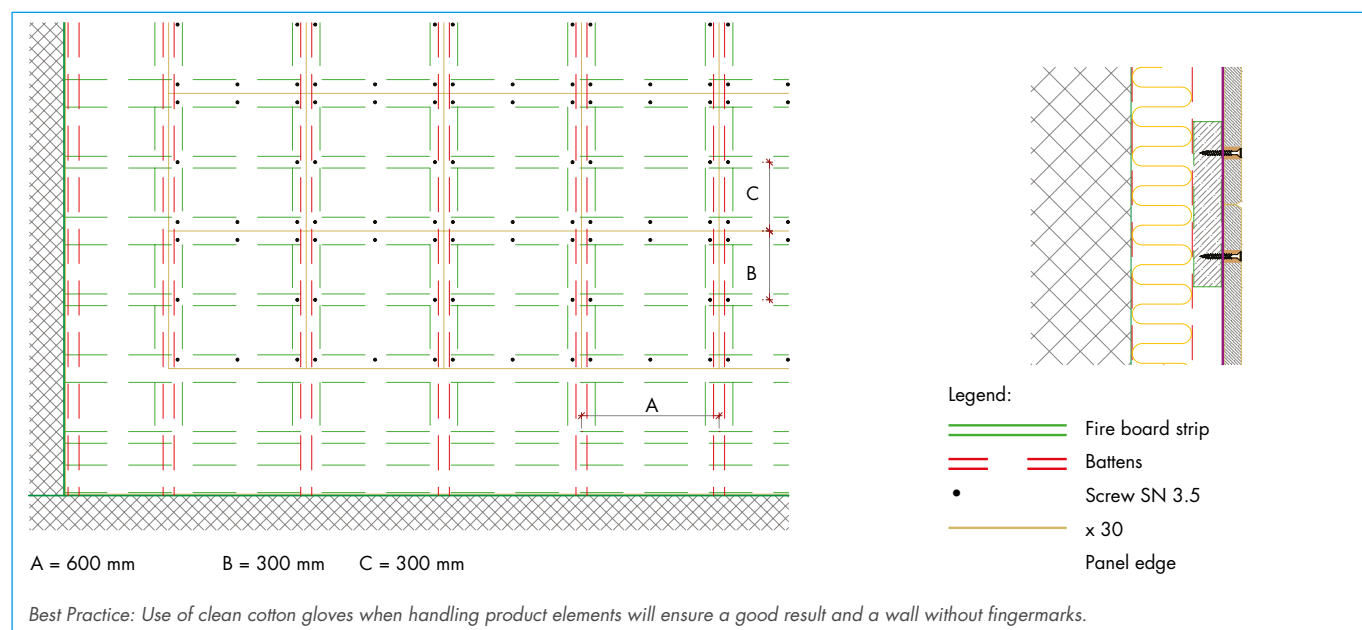 C
B
A
A = 600 mm B = 300 mm C = 300 mm
Legend:
Fire board strip
Battens
Screw SN 3.5
x 30
Panel edge
Best Practice: Use of clean cotton gloves when handling product elements will ensure a good result and a wall without fingermarks.